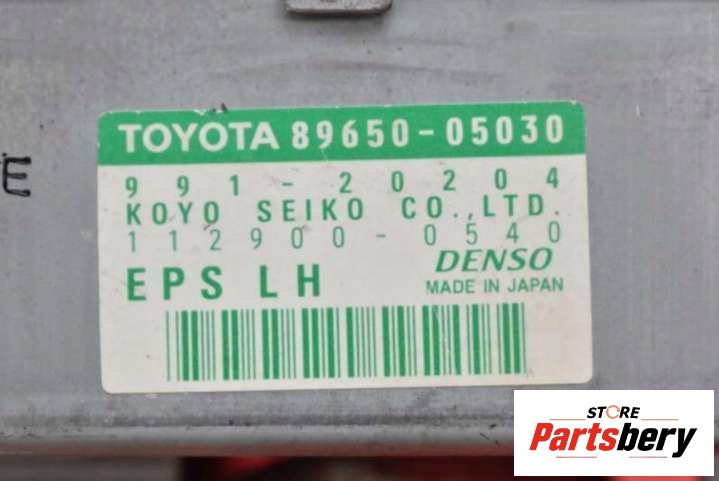 TOYOTA 89650-05030
E
991-20204
KOYO SEIKO CO.,LTD.
112900-0540
DENSO
EPS LH
MADE IN JAPAN
STORE
Partsbery